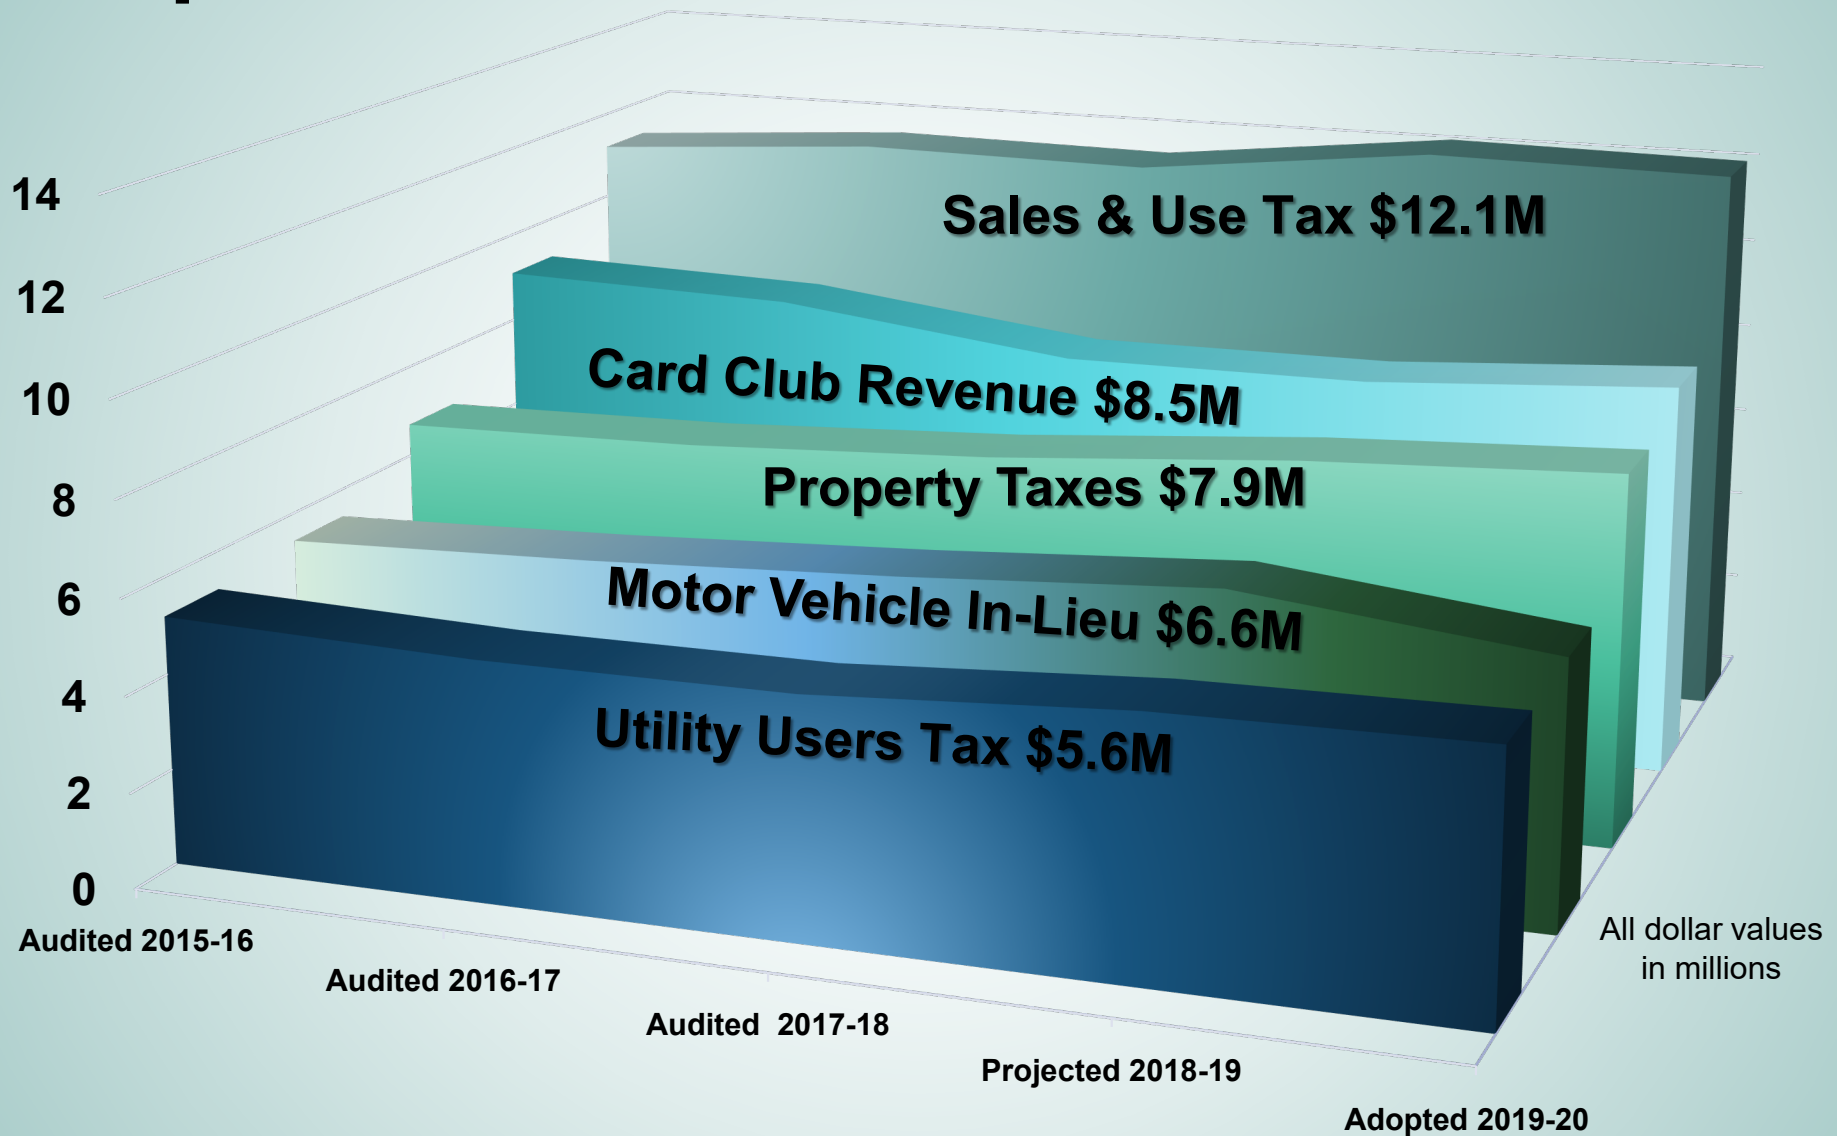 14
12
10
8
6
4
2
0
Sales & Use Tax $12.1M
Card Club Revenue $8.5M
Property Taxes $7.9M
Motor Vehicle In-Lieu $6.6M
Utility Users Tax $5.6M
Audited 2015-16
Audited 2016-17
Audited  2017-18
Projected 2018-19
Adopted 2019-20
All dollar values
in millions